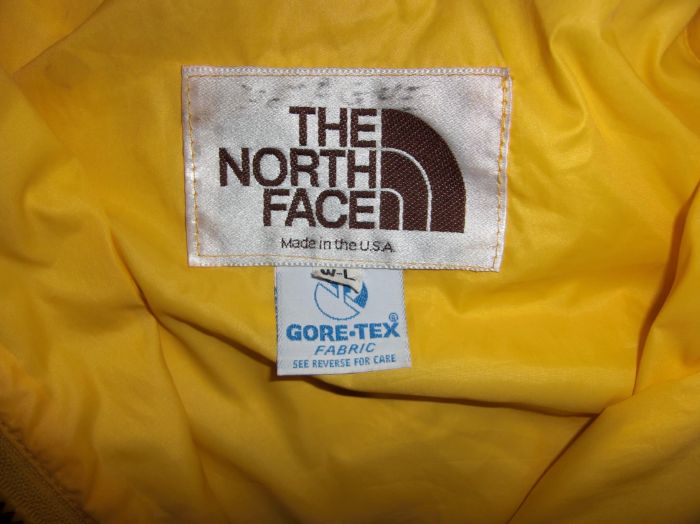 THE
NORTH
FACE
Made in the U.S.A.
W-L
GORE-TEX®
FABRIC
SEE REVERSE FOR CARE